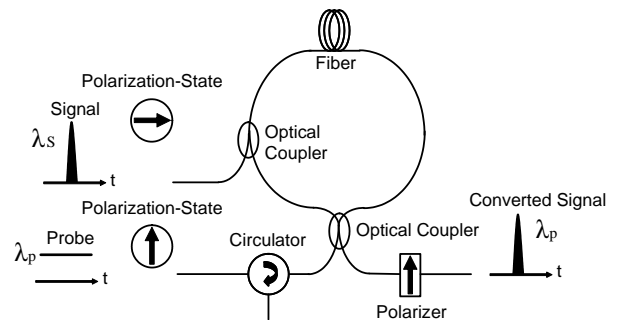 Fiber
Polarization-State
Signal
λs
t
Optical
Coupler
Polarization-State
Probe
λp
t
Circulator
Optical Coupler
Converted Signal
λp
t
Polarizer